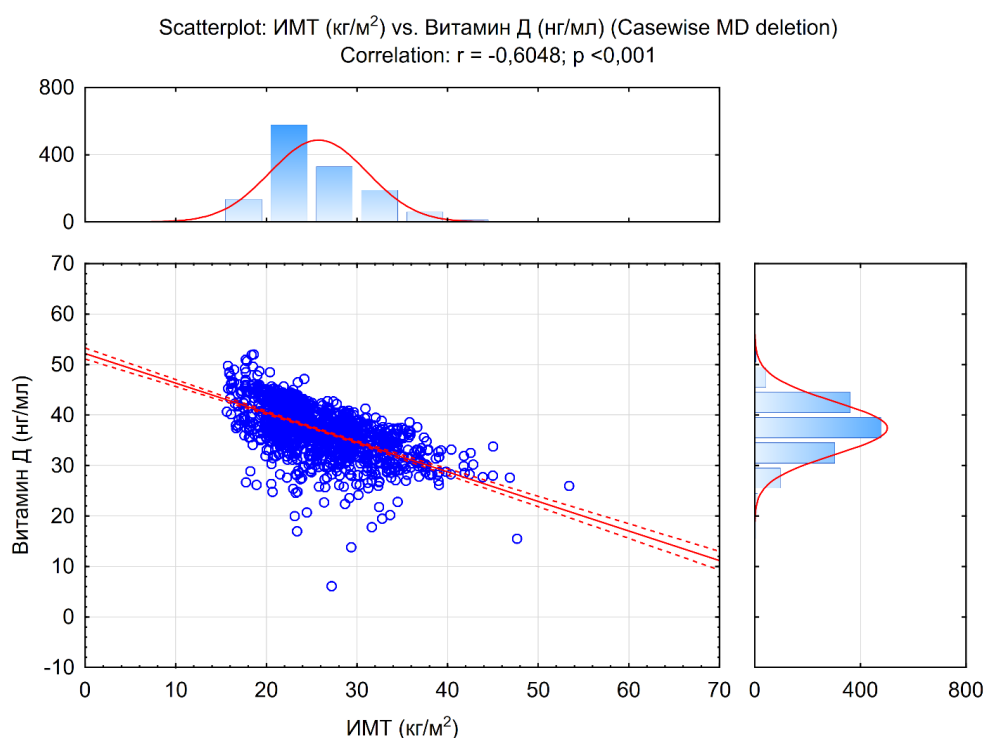 Scatterplot: ИМТ (кг/м²) vs. Витамин Д (нг/мл) (Casewise MD deletion)
Correlation: r = -0,6048; p <0,001
800
400
0
70
60
50
40
30
20
10
0
-10
Витамин Д (нг/мл)
0 10 20 30 40 50 60 70
0 400 800
ИМТ (кг/м²)